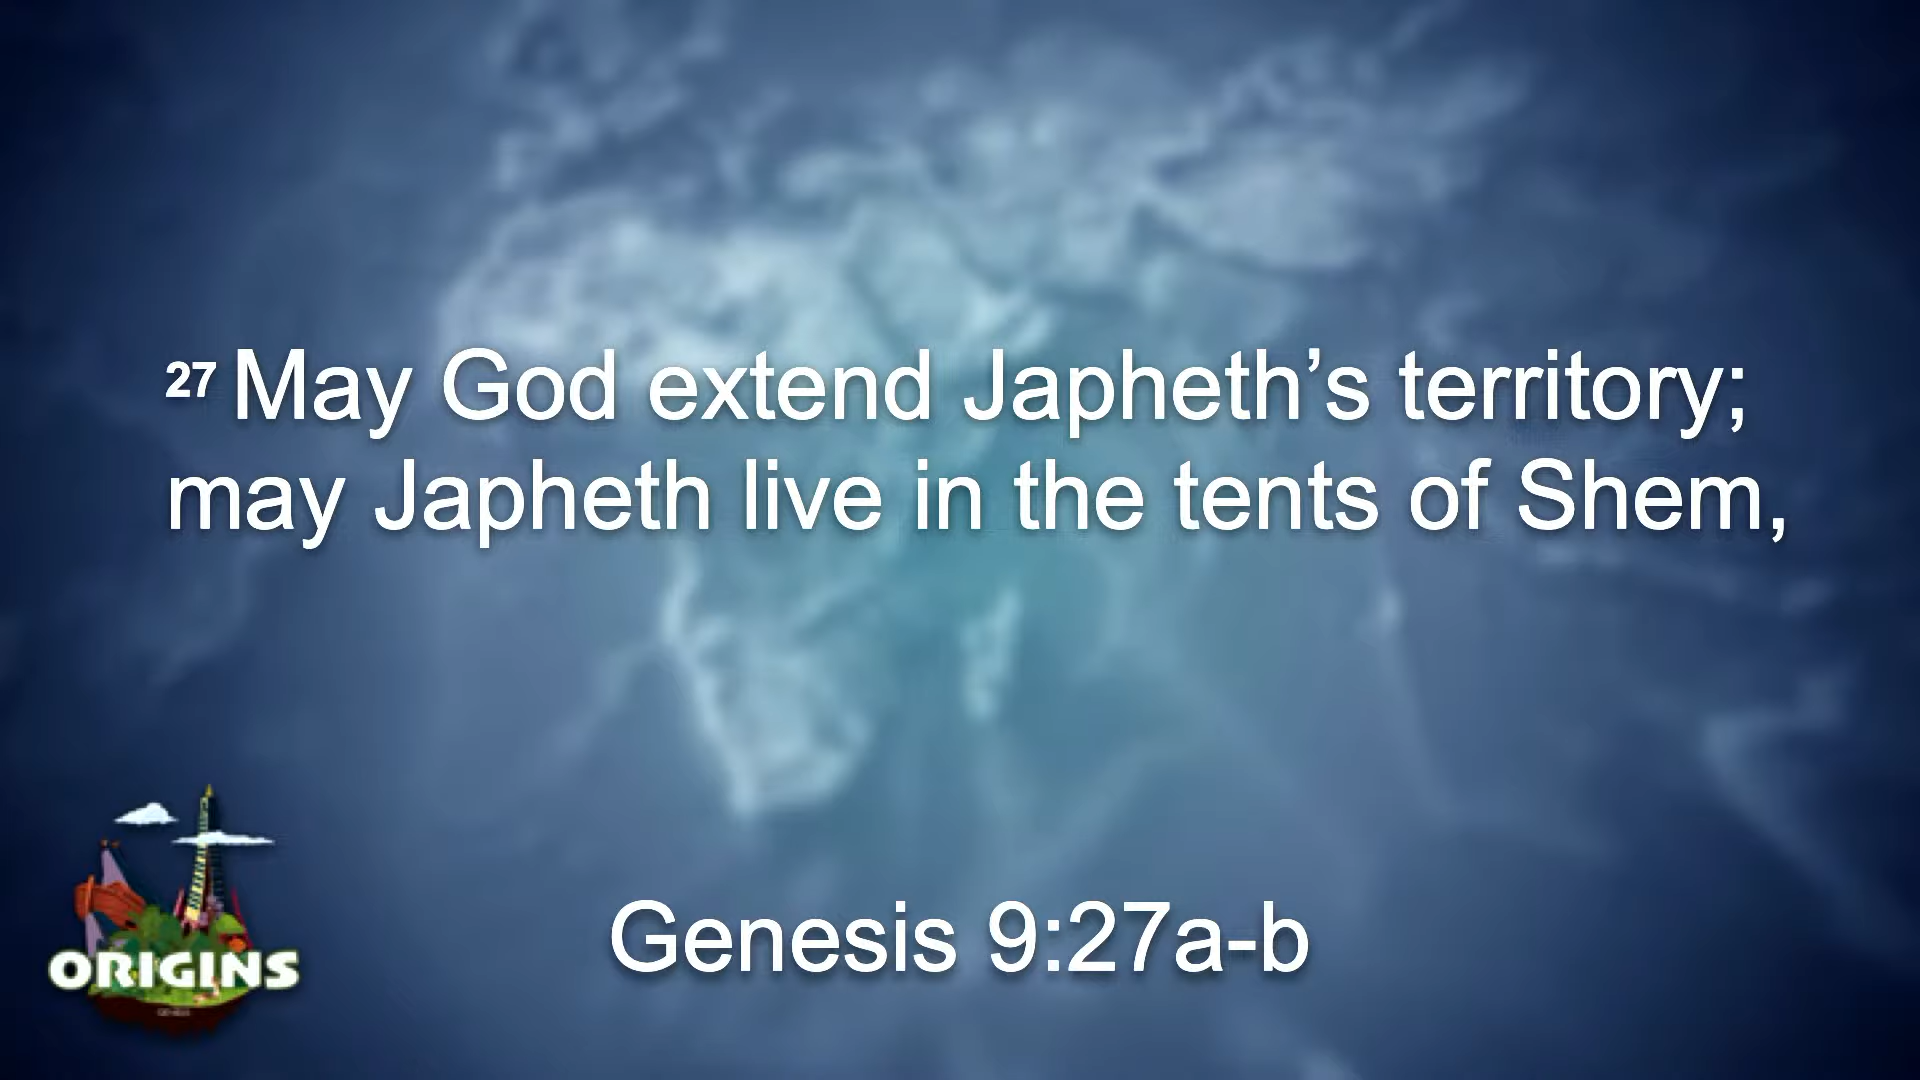 27 May God extend Japheth’s territory;
may Japheth live in the tents of Shem,
Genesis 9:27a-b
ORIGINS